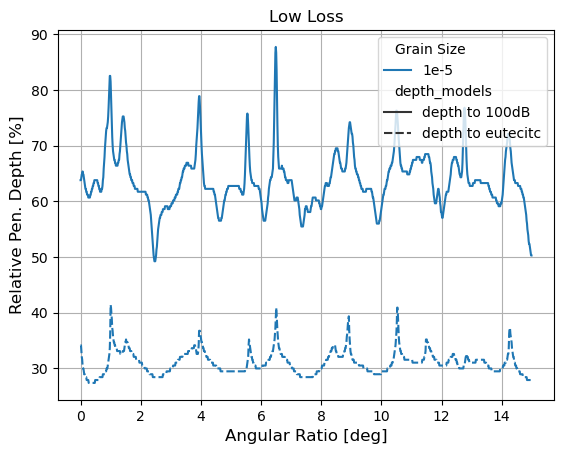 Low Loss
90
80
70
60
50
40
30
Relative Pen. Depth [%]
Grain Size
1e-5
depth_models
depth to 100dB
depth to eutecitc
0 2 4 6 8 10 12 14
Angular Ratio [deg]